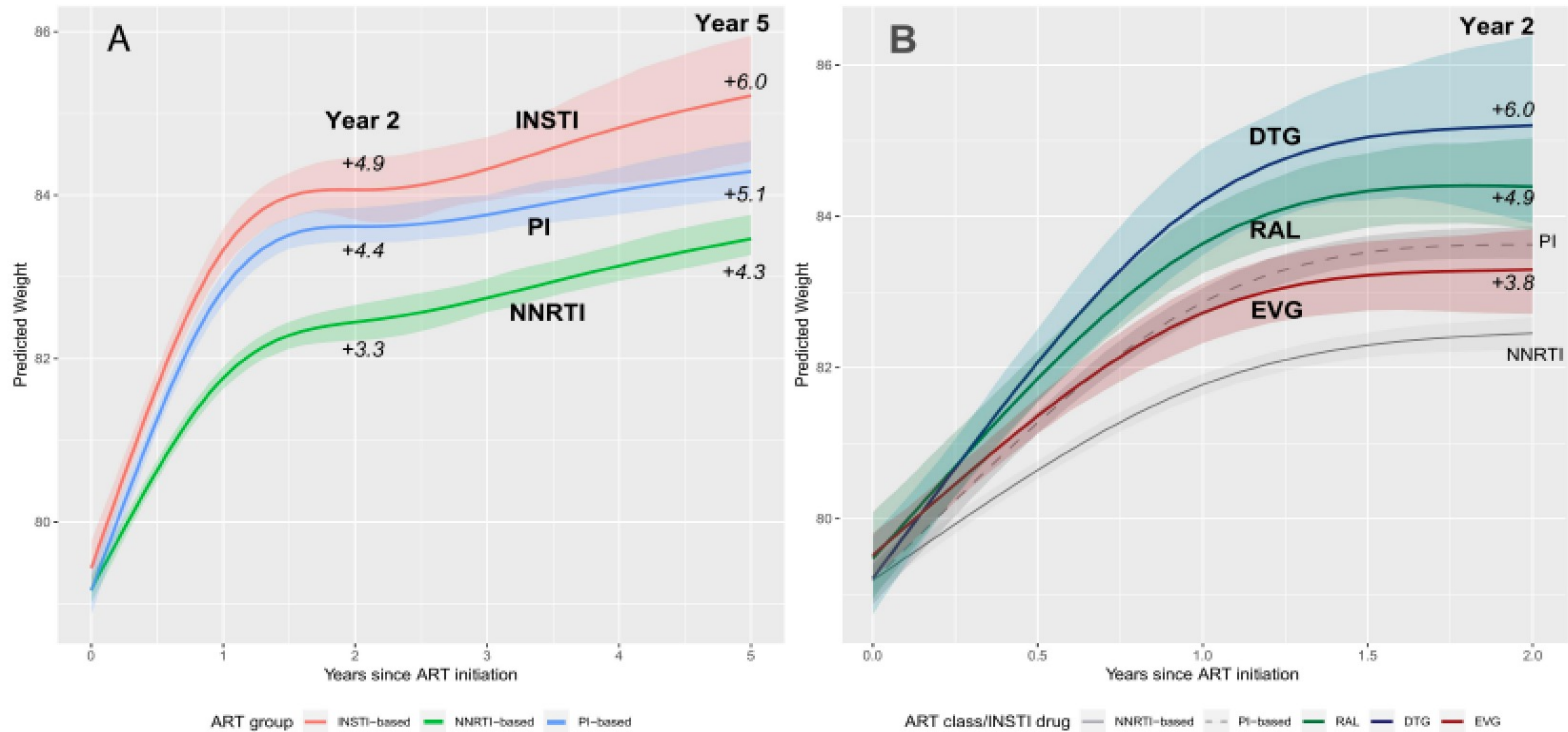 A
Year 5
86
+6.0
Year 2
INSTI
+4.9
84
+5.1
PI
+4.4
+4.3
NNRTI
+3.3
82
80
Predicted Weight
0 1 2 3 4 5
Years since ART initiation
ART group INSTI-based NNRTI-based PI-based
B
Year 2
86
+6.0
DTG
+4.9
84
RAL
PI
+3.8
EVG
82
NNRTI
80
Predicted Weight
0.0 0.5 1.0 1.5 2.0
Years since ART initiation
ART class/INSTI drug NNRTI-based PI-based RAL DTG EVG